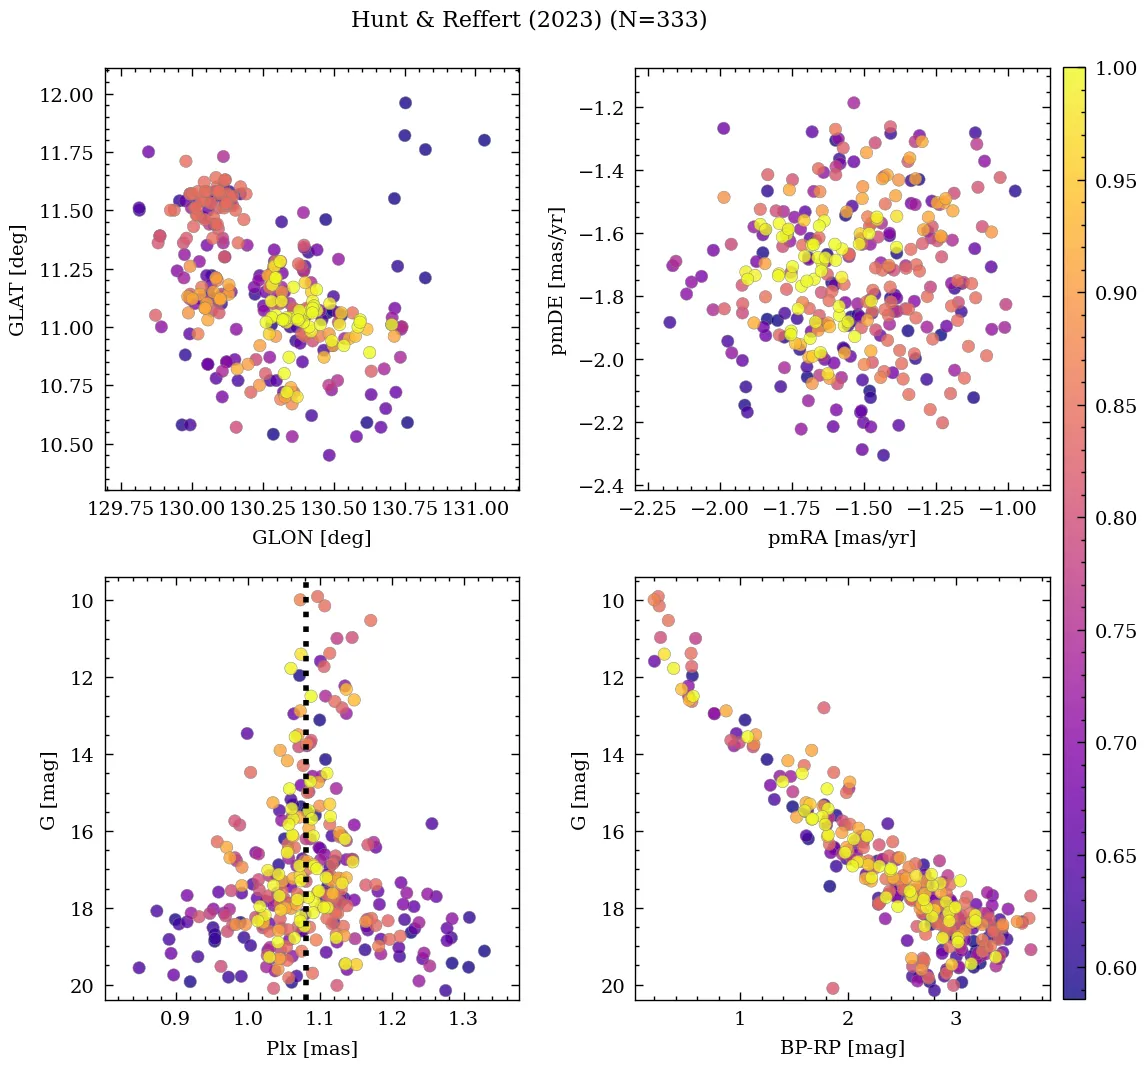 Hunt & Reffert (2023) (N=333)
12.00
11.75
11.50
11.25
11.00
10.75
10.50
GLAT [deg]
129.75 130.00 130.25 130.50 130.75 131.00
GLON [deg]
−1.2
−1.4
−1.6
−1.8
−2.0
−2.2
−2.4
pmDE [mas/yr]
−2.25 −2.00 −1.75 −1.50 −1.25 −1.00
pmRA [mas/yr]
10
12
14
16
18
20
G [mag]
0.9 1.0 1.1 1.2 1.3
Plx [mas]
10
12
14
16
18
20
G [mag]
1 2 3
BP-RP [mag]
1.00
0.95
0.90
0.85
0.80
0.75
0.70
0.65
0.60